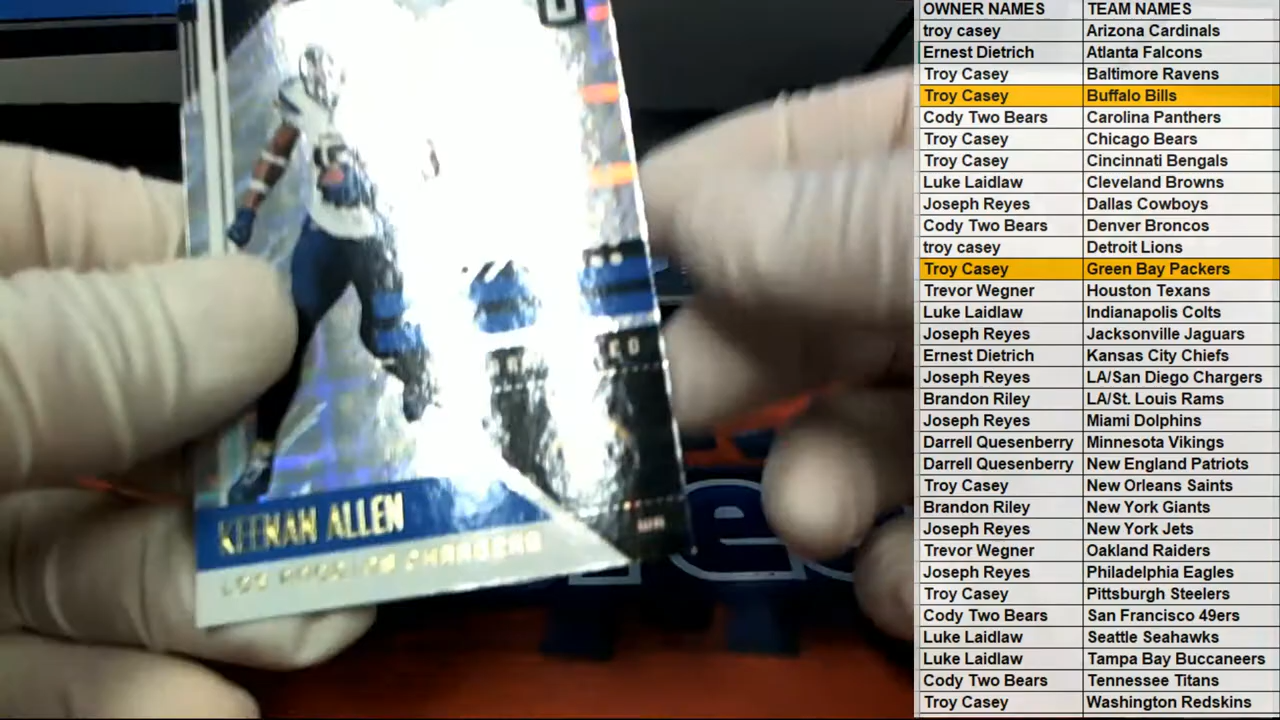 KEENAN ALLEN
LOS ANGELES CHARGERS
WR
OWNER NAMES TEAM NAMES
troy casey Arizona Cardinals
Ernest Dietrich Atlanta Falcons
Troy Casey Baltimore Ravens
Troy Casey Buffalo Bills
Cody Two Bears Carolina Panthers
Troy Casey Chicago Bears
Troy Casey Cincinnati Bengals
Luke Laidlaw Cleveland Browns
Joseph Reyes Dallas Cowboys
Cody Two Bears Denver Broncos
troy casey Detroit Lions
Troy Casey Green Bay Packers
Trevor Wegner Houston Texans
Luke Laidlaw Indianapolis Colts
Joseph Reyes Jacksonville Jaguars
Ernest Dietrich Kansas City Chiefs
Joseph Reyes LA/San Diego Chargers
Brandon Riley LA/St. Louis Rams
Joseph Reyes Miami Dolphins
Darrell Quesenberry Minnesota Vikings
Darrell Quesenberry New England Patriots
Troy Casey New Orleans Saints
Brandon Riley New York Giants
Joseph Reyes New York Jets
Trevor Wegner Oakland Raiders
Joseph Reyes Philadelphia Eagles
Troy Casey Pittsburgh Steelers
Cody Two Bears San Francisco 49ers
Luke Laidlaw Seattle Seahawks
Luke Laidlaw Tampa Bay Buccaneers
Cody Two Bears Tennessee Titans
Troy Casey Washington Redskins